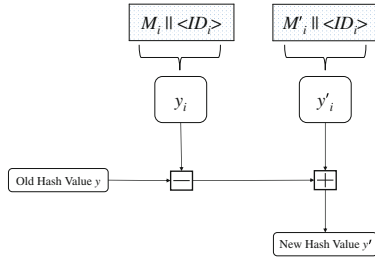 M_i || <ID_i> M'_i || <ID_i>
y_i y'_i
Old Hash Value y — +
New Hash Value y'